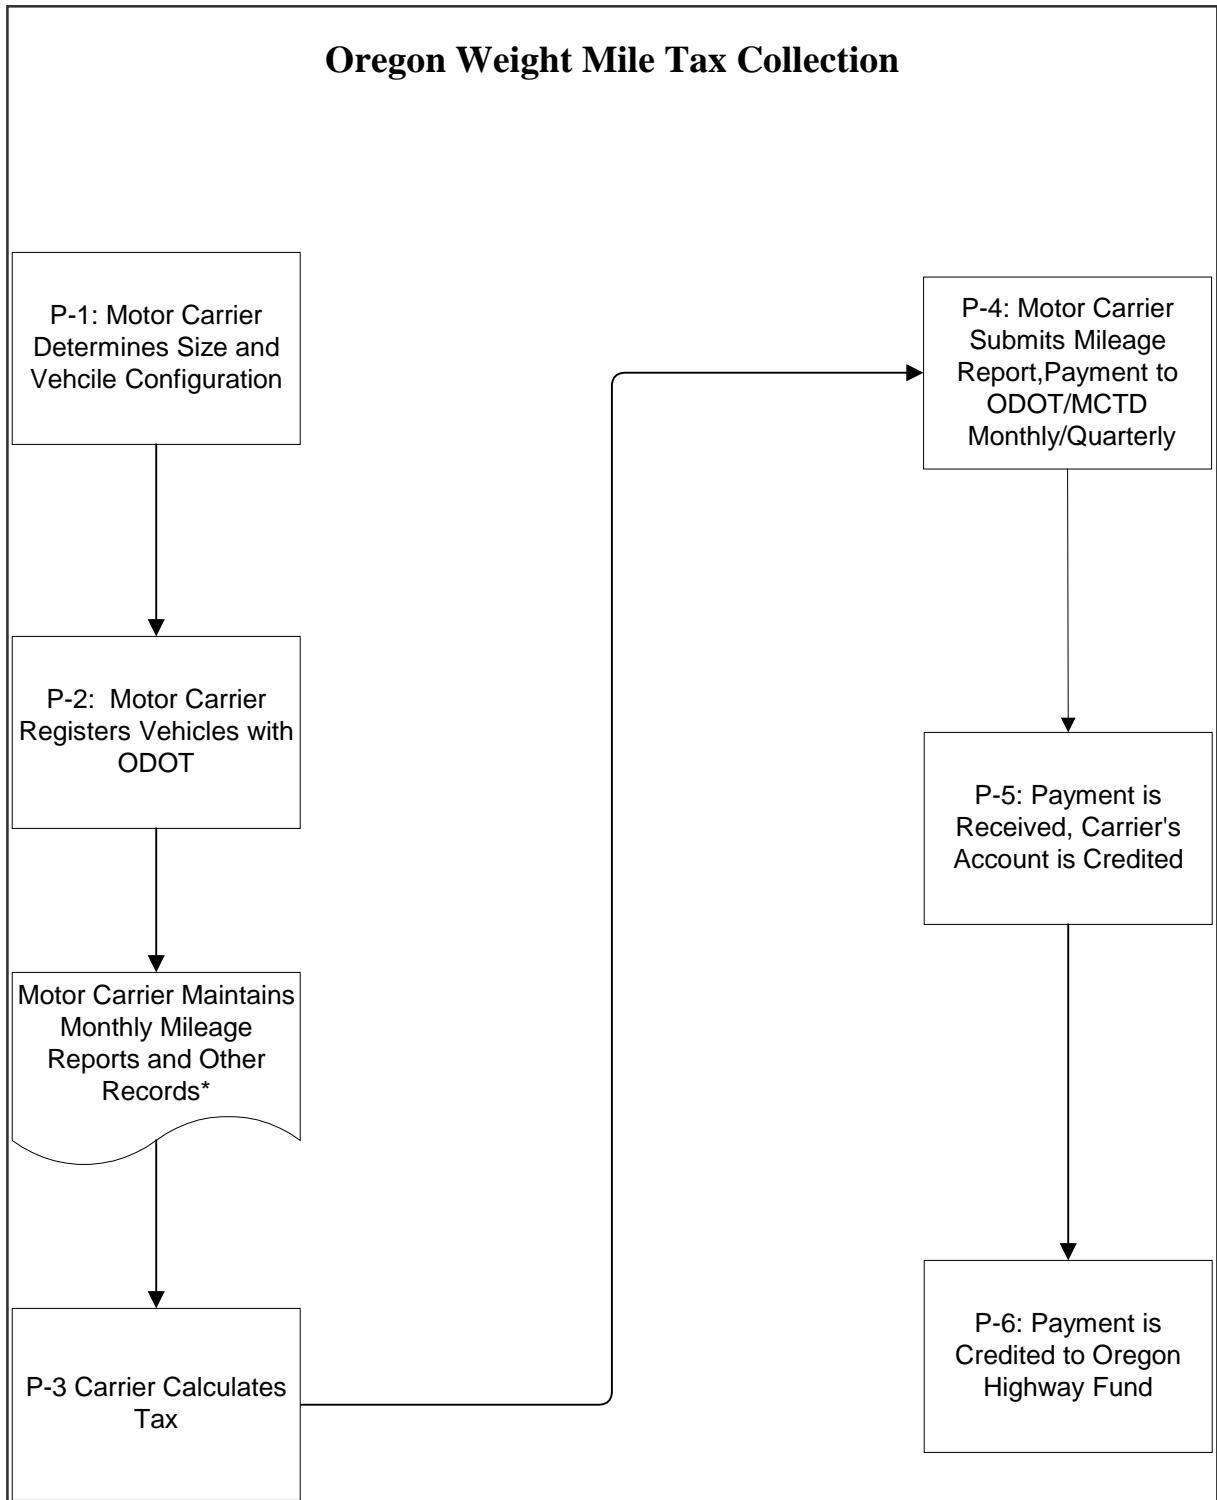 Oregon Weight Mile Tax Collection
P-1: Motor Carrier
Determines Size and
Vehcile Configuration
P-2:  Motor Carrier
Registers Vehicles with
ODOT
Motor Carrier Maintains
Monthly Mileage
Reports and Other
Records*
P-3 Carrier Calculates
Tax
P-4: Motor Carrier
Submits Mileage
Report,Payment to
ODOT/MCTD
Monthly/Quarterly
P-5: Payment is
Received, Carrier's
Account is Credited
P-6: Payment is
Credited to Oregon
Highway Fund